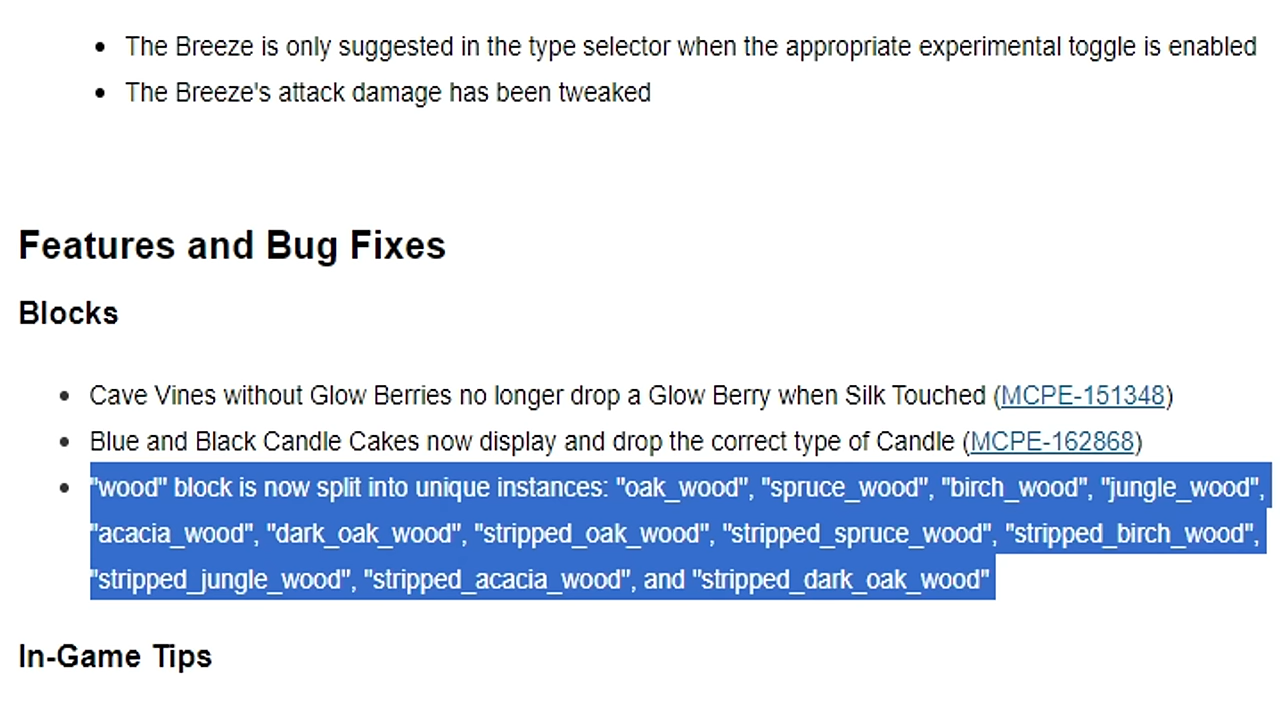 The Breeze is only suggested in the type selector when the appropriate experimental toggle is enabled
The Breeze's attack damage has been tweaked
Features and Bug Fixes
Blocks
Cave Vines without Glow Berries no longer drop a Glow Berry when Silk Touched (MCPE-151348)
Blue and Black Candle Cakes now display and drop the correct type of Candle (MCPE-162868)
"wood" block is now split into unique instances: "oak_wood", "spruce_wood", "birch_wood", "jungle_wood",
"acacia_wood", "dark_oak_wood", "stripped_oak_wood", "stripped_spruce_wood", "stripped_birch_wood",
"stripped_jungle_wood", "stripped_acacia_wood", and "stripped_dark_oak_wood"
In-Game Tips